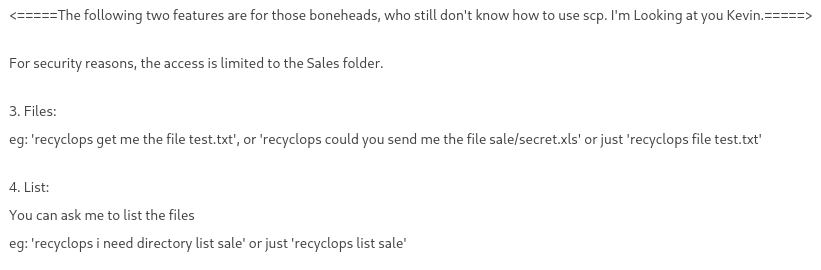 <=====The following two features are for those boneheads, who still don't know how to use scp. I'm Looking at you Kevin.=====>
For security reasons, the access is limited to the Sales folder.
3. Files:
eg: 'recyclops get me the file test.txt', or 'recyclops could you send me the file sale/secret.xls' or just 'recyclops file test.txt'
4. List:
You can ask me to list the files
eg: 'recyclops i need directory list sale' or just 'recyclops list sale'